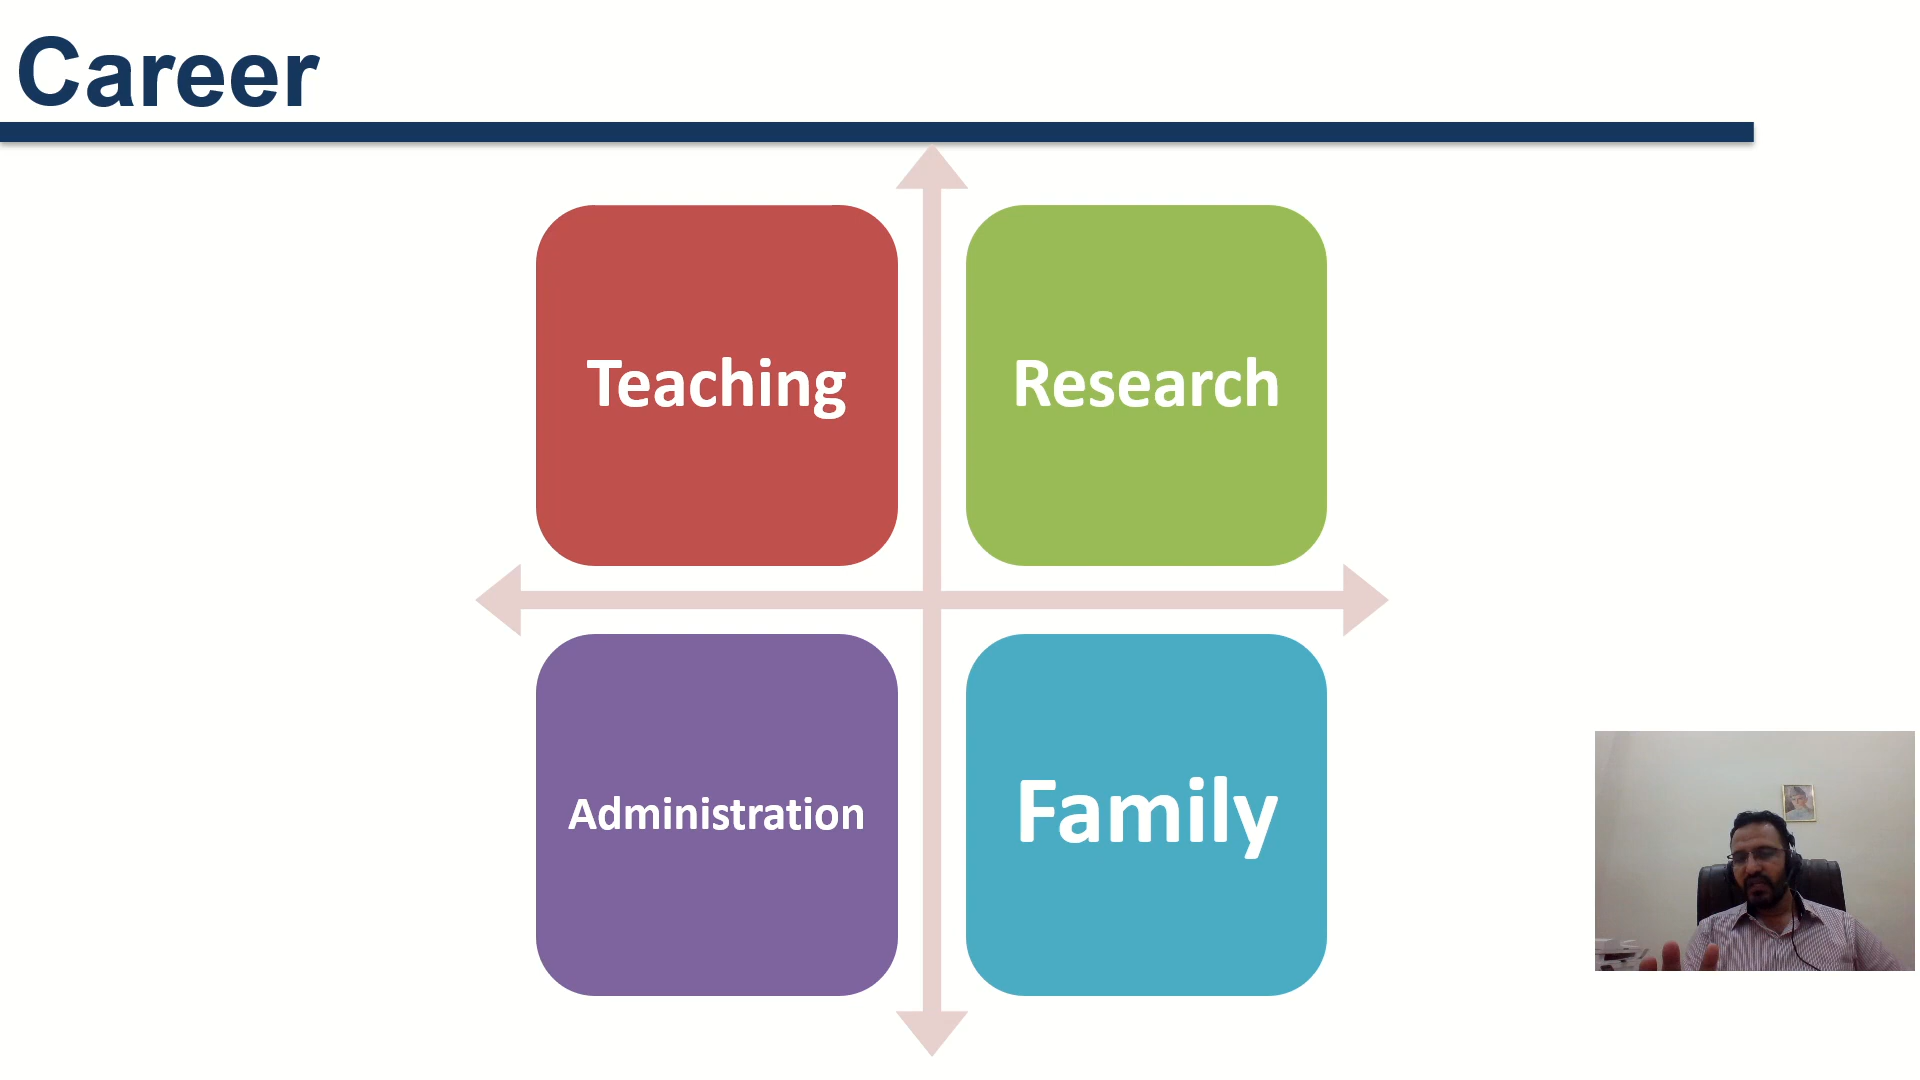 Career
Teaching
Research
Administration
Family